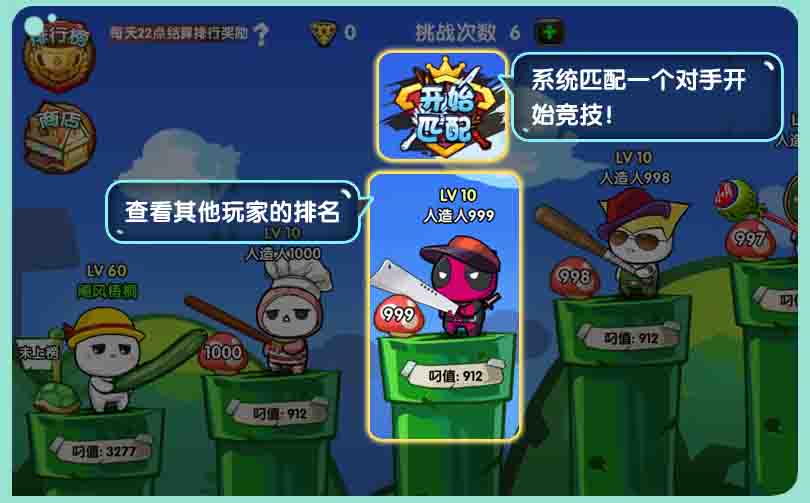 排行榜
每天22点结算排行奖励?
0
挑战次数 6
商店
开始
匹配
系统匹配一个对手开
始竞技!
查看其他玩家的排名
LV 60
顺风梧桐
未上榜
叼值: 3277
LV 10
人造人1000
1000
叼值: 912
LV 10
人造人999
999
叼值: 912
LV 10
人造人998
998
叼值: 912
997